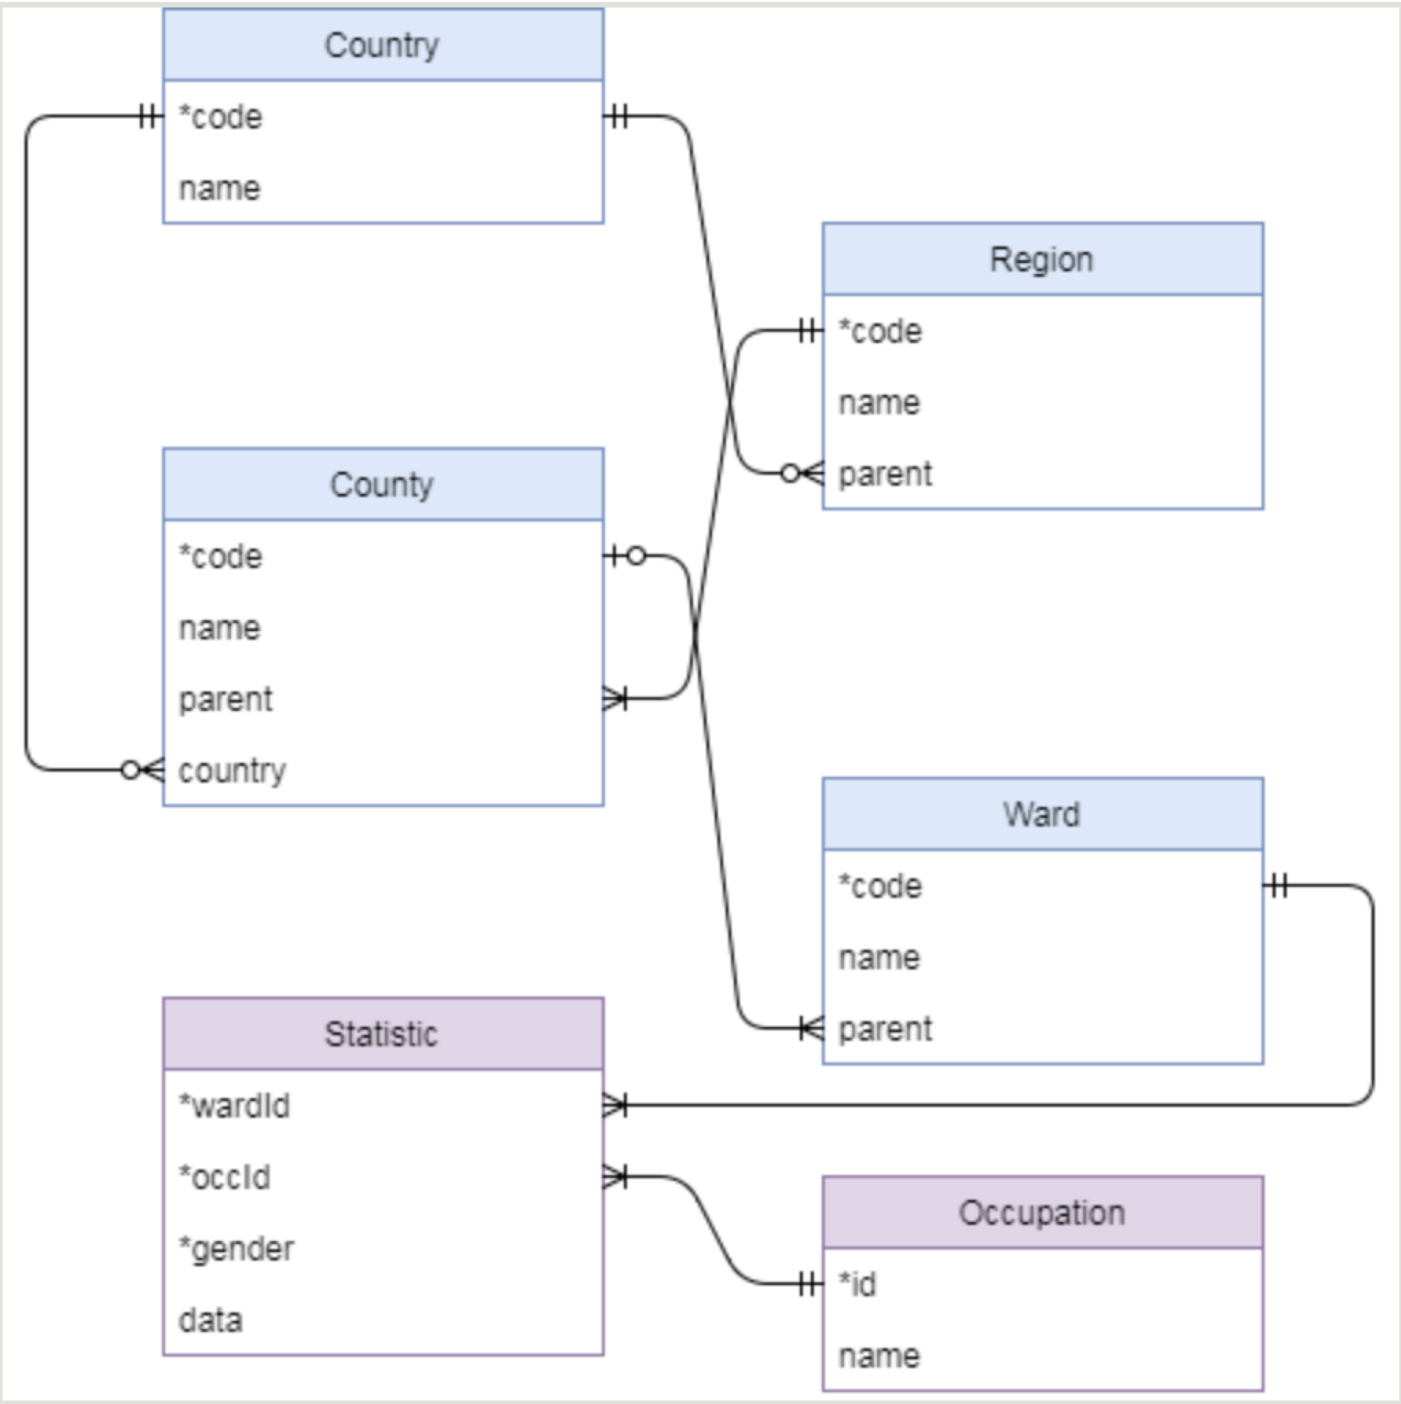 Country
*code
name
Region
*code
name
parent
County
*code
name
parent
country
Ward
*code
name
parent
Statistic
*wardId
*occId
*gender
data
Occupation
*id
name